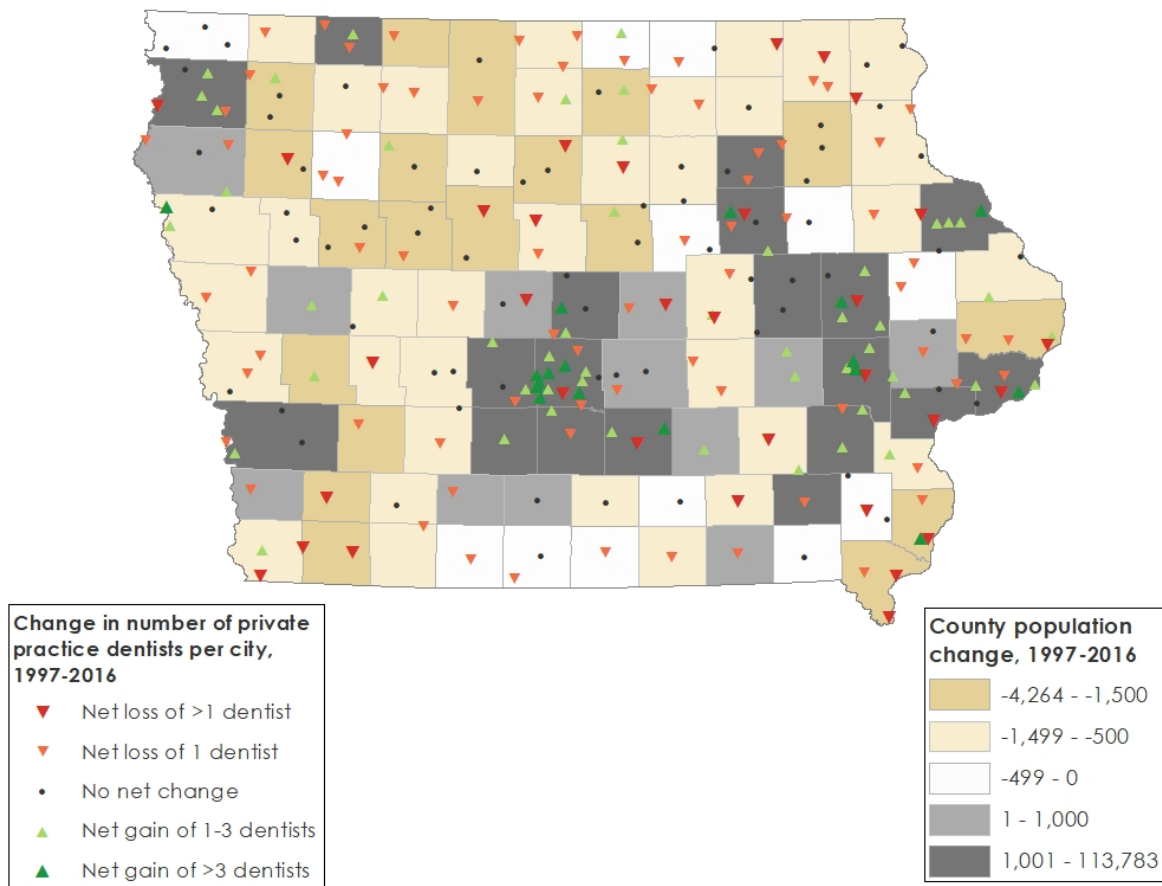 Change in number of private
practice dentists per city,
1997-2016
Net loss of >1 dentist
Net loss of 1 dentist
No net change
Net gain of 1-3 dentists
Net gain of >3 dentists
County population
change, 1997-2016
-4,264 - -1,500
-1,499 - -500
-499 - 0
1 - 1,000
1,001 - 113,783